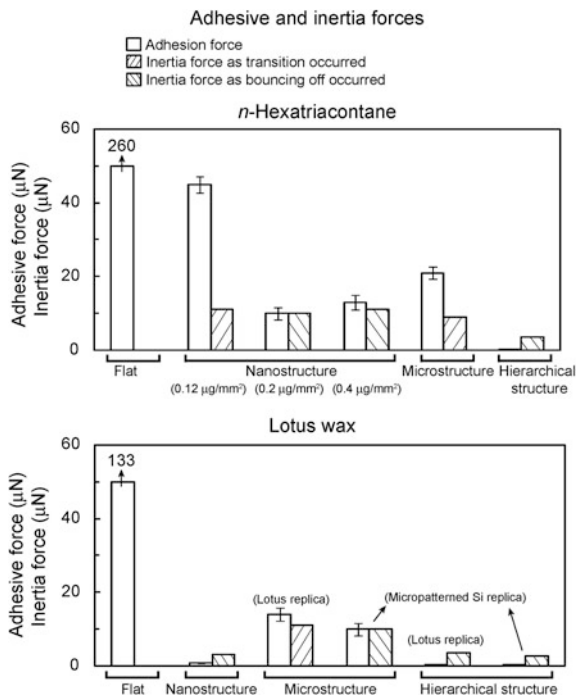 Adhesive and inertia forces
Adhesion force
Inertia force as transition occurred
Inertia force as bouncing off occurred
n-Hexatriacontane
Adhesive force (μN)
Inertia force (μN)
60
40
20
0
260
Flat
Nanostructure
(0.12 μg/mm²) (0.2 μg/mm²) (0.4 μg/mm²)
Microstructure
Hierarchical
structure
Lotus wax
Adhesive force (μN)
Inertia force (μN)
60
40
20
0
133
(Lotus replica)
(Micropatterned Si replica)
(Lotus replica)
Flat Nanostructure Microstructure Hierarchical structure